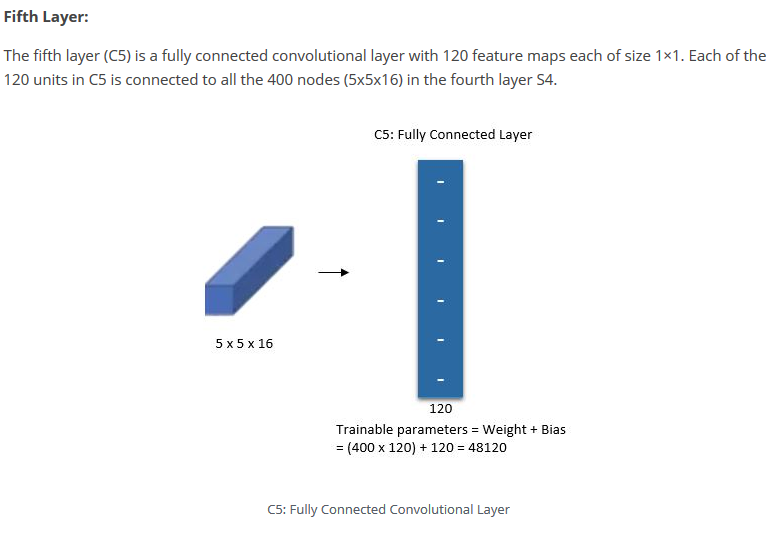 Fifth Layer:
The fifth layer (C5) is a fully connected convolutional layer with 120 feature maps each of size 1×1. Each of the
120 units in C5 is connected to all the 400 nodes (5x5x16) in the fourth layer S4.
C5: Fully Connected Layer
5 x 5 x 16
120
Trainable parameters = Weight + Bias
= (400 x 120) + 120 = 48120
C5: Fully Connected Convolutional Layer